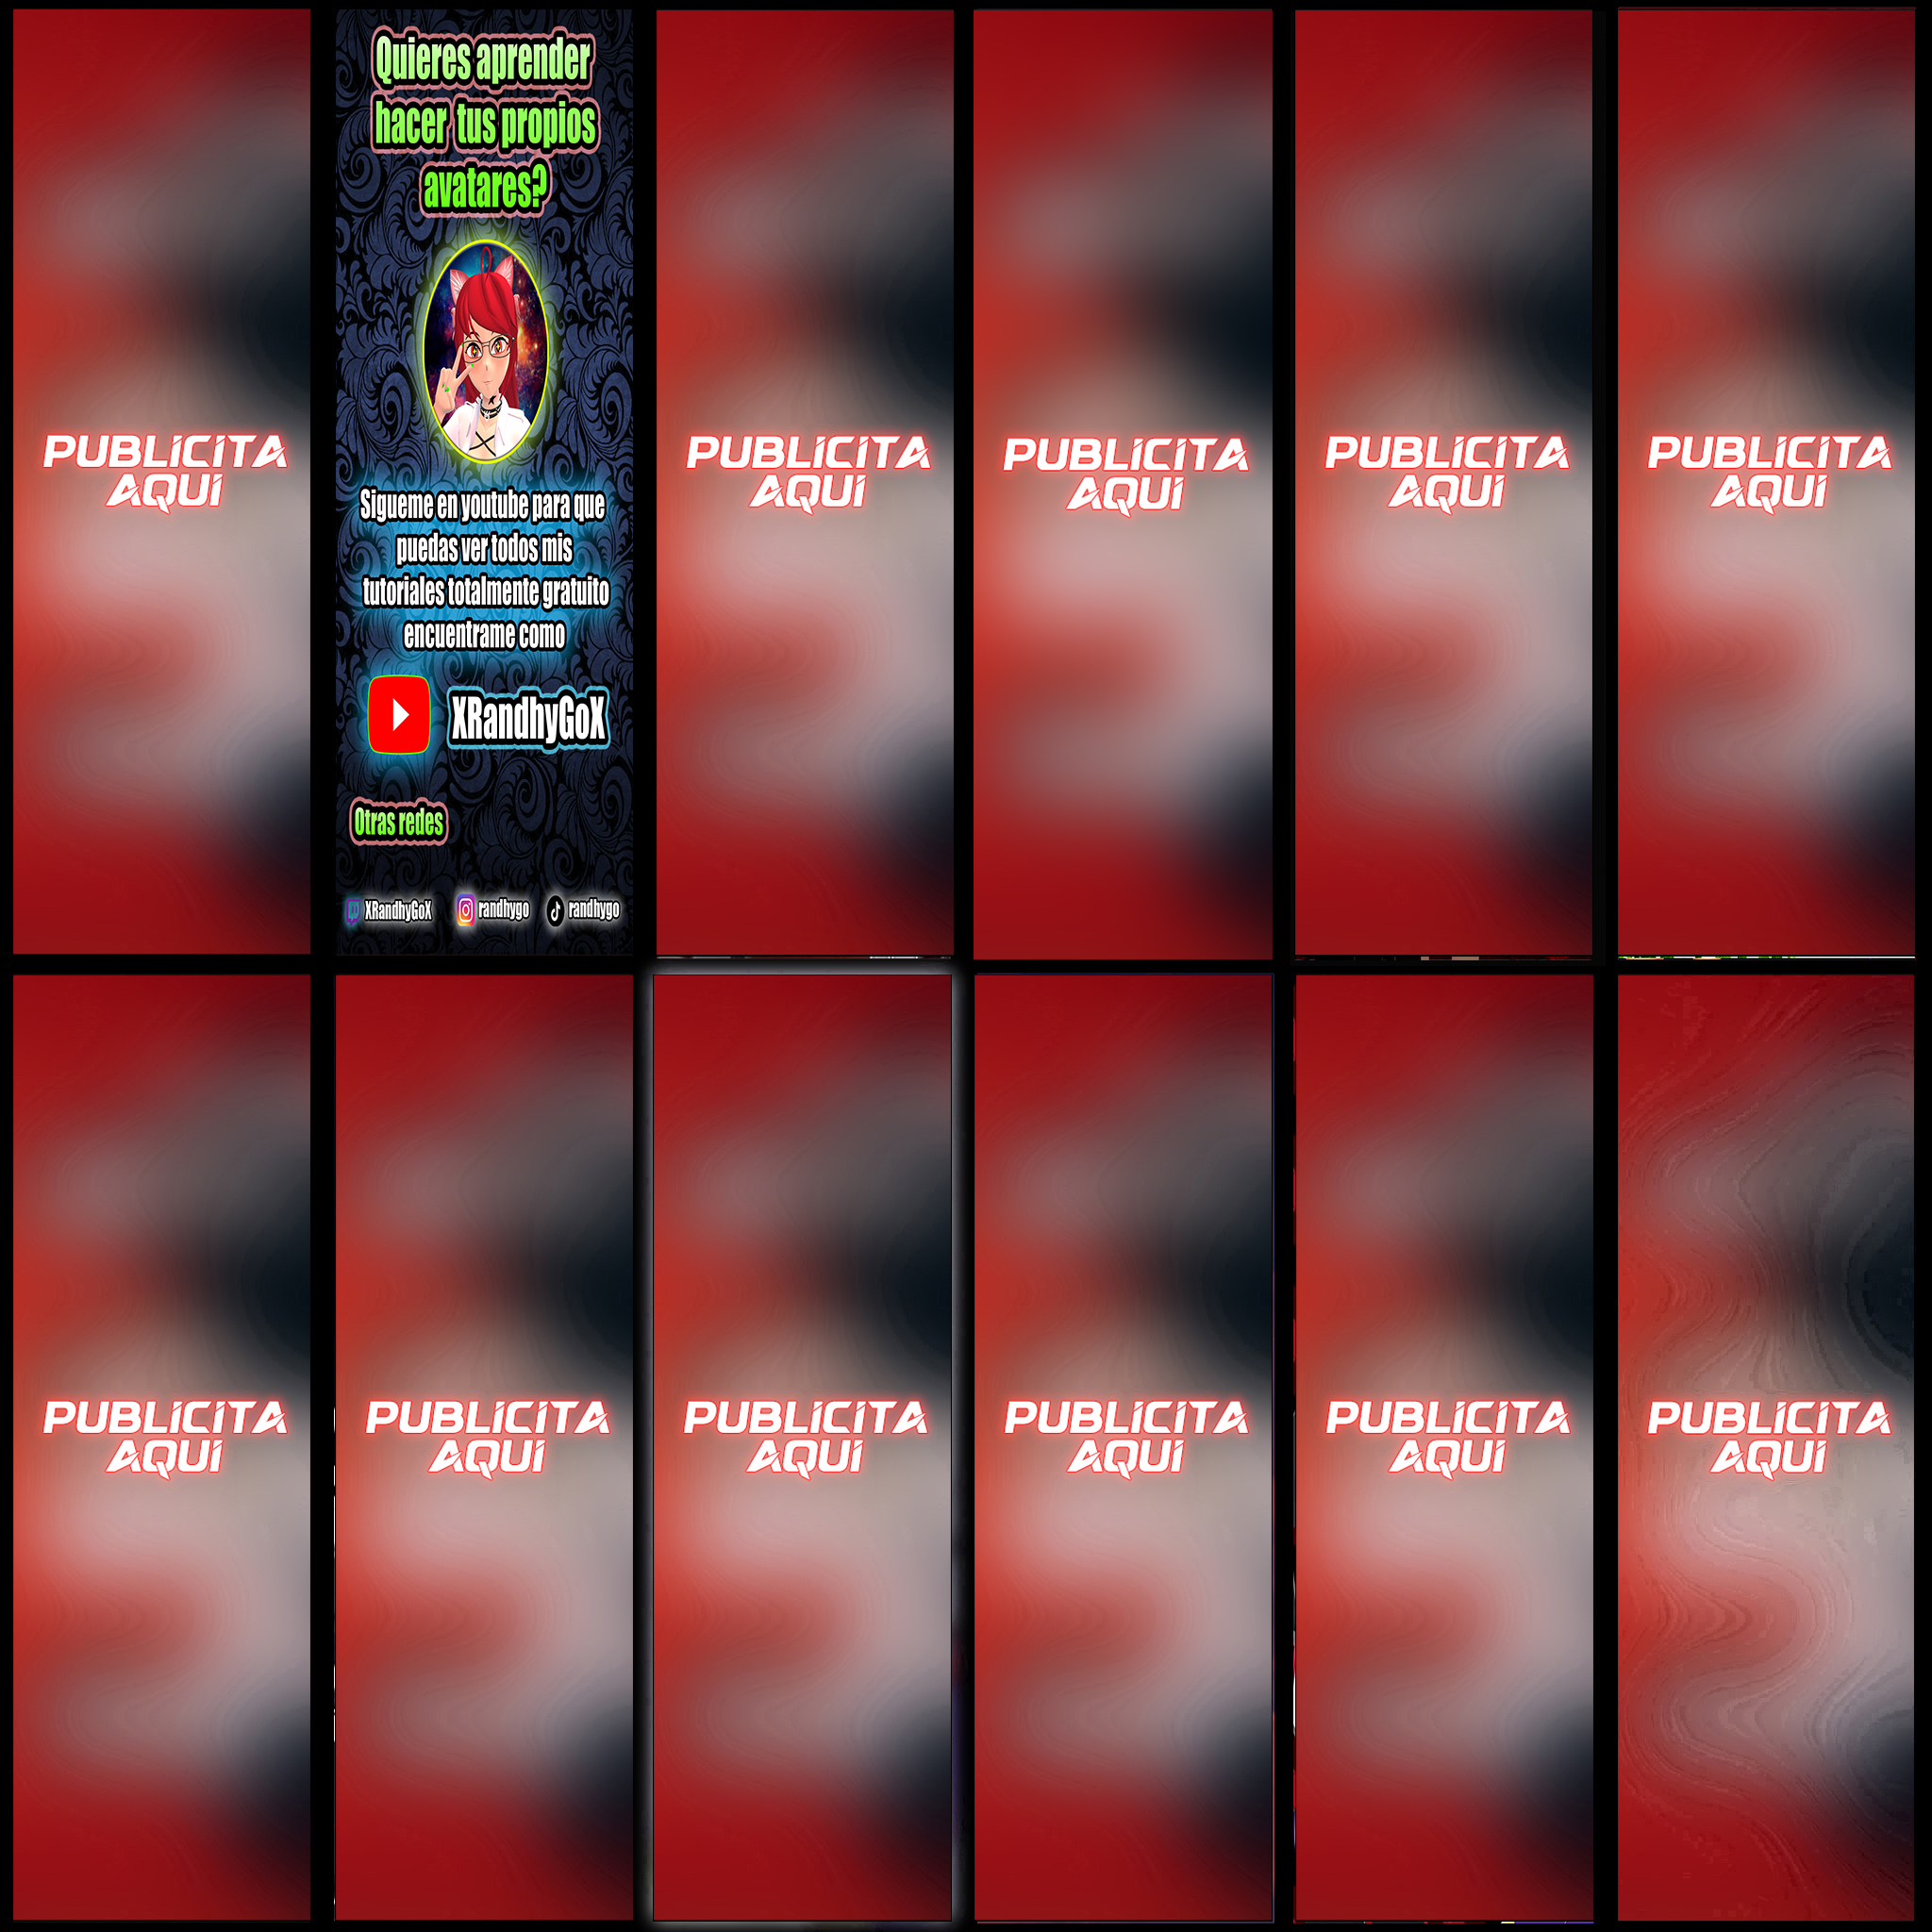 PUBLICITA
AQUI
Quieres aprender
hacer tus propios
avatares?
Sigueme en youtube para que
puedas ver todos mis
tutoriales totalmente gratuito
encuentrame como
XRandhyGoX
Otras redes
XRandhyGoX randhygo randhygo
PUBLICITA
AQUI
PUBLICITA
AQUI
PUBLICITA
AQUI
PUBLICITA
AQUI
PUBLICITA
AQUI
PUBLICITA
AQUI
PUBLICITA
AQUI
PUBLICITA
AQUI
PUBLICITA
AQUI
PUBLICITA
AQUI